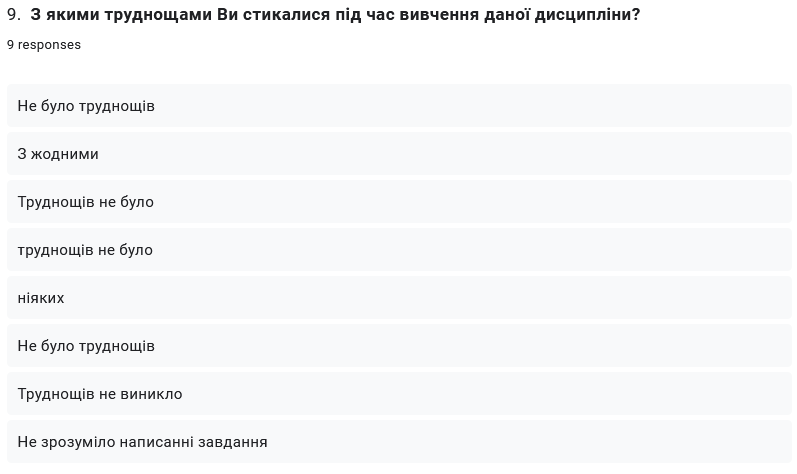 9. З якими труднощами Ви стикалися під час вивчення даної дисципліни?
9 responses
Не було труднощів
З жодними
Труднощів не було
труднощів не було
ніяких
Не було труднощів
Труднощів не виникло
Не зрозуміло написанні завдання